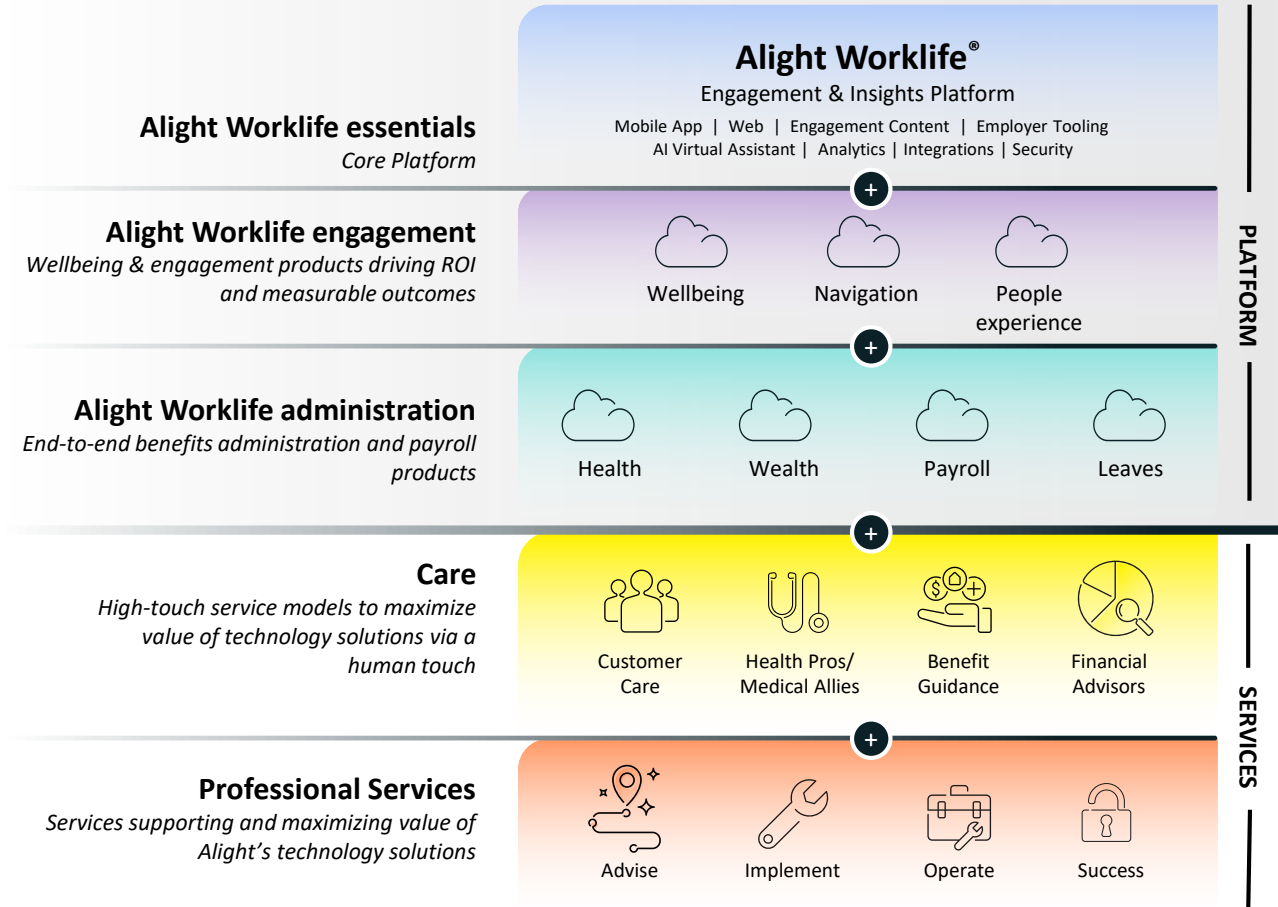 Alight Worklife®
Engagement & Insights Platform
Mobile App | Web | Engagement Content | Employer Tooling
AI Virtual Assistant | Analytics | Integrations | Security
Alight Worklife essentials
Core Platform
+
Alight Worklife engagement
Wellbeing & engagement products driving ROI
and measurable outcomes
Wellbeing
Navigation
People
experience
PLATFORM
+
Alight Worklife administration
End-to-end benefits administration and payroll
products
Health
Wealth
Payroll
Leaves
+
Care
High-touch service models to maximize
value of technology solutions via a
human touch
$
+
Customer
Care
Health Pros/
Medical Allies
Benefit
Guidance
Financial
Advisors
SERVICES
+
Professional Services
Services supporting and maximizing value of
Alight’s technology solutions
Advise
Implement
Operate
Success